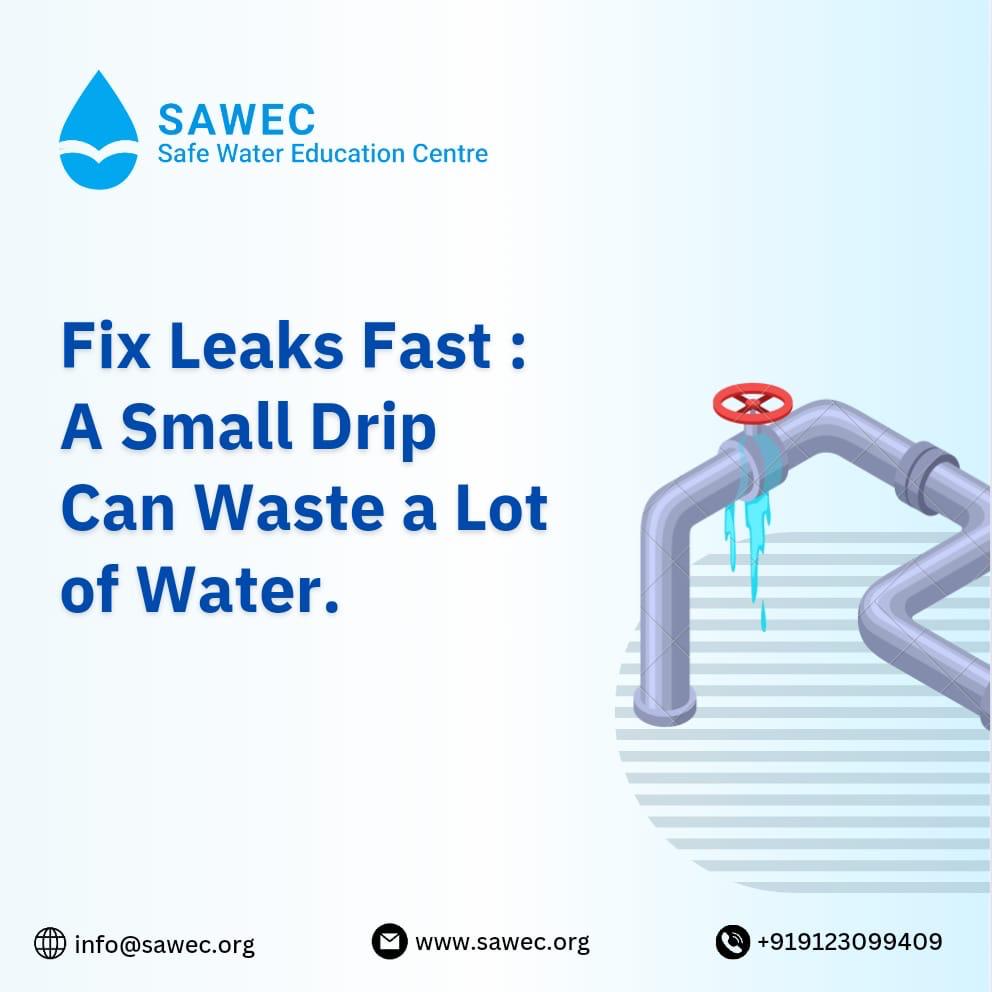 SAWEC
Safe Water Education Centre
Fix Leaks Fast :
A Small Drip
Can Waste a Lot
of Water.
info@sawec.org
www.sawec.org
+919123099409